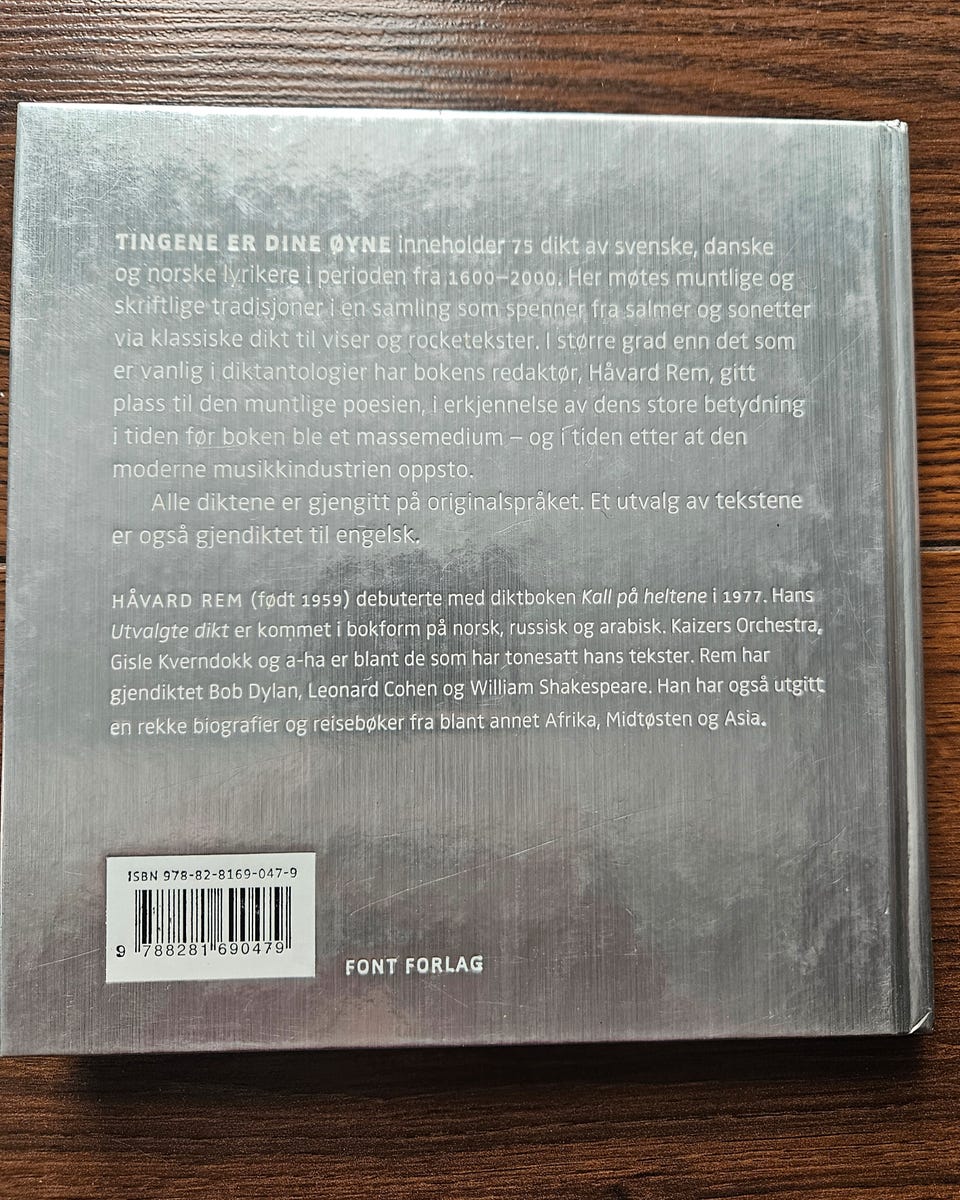 TINGENE ER DINE ØYNE inneholder 75 dikt av svenske, danske
og norske lyrikere i perioden fra 1600–2000. Her møtes muntlige og
skriftlige tradisjoner i en samling som spenner fra salmer og sonetter
via klassiske dikt til viser og rocketekster. I større grad enn det som
er vanlig i diktantologier har bokens redaktør, Håvard Rem, gitt
plass til den muntlige poesien, i erkjennelse av dens store betydning
i tiden før boken ble et massemedium – og i tiden etter at den
moderne musikkindustrien oppsto.
Alle diktene er gjengitt på originalspråket. Et utvalg av tekstene
er også gjendiktet til engelsk.
HÅVARD REM (født 1959) debuterte med diktboken Kall på heltene i 1977. Hans
Utvalgte dikt er kommet i bokform på norsk, russisk og arabisk. Kaizers Orchestra,
Gisle Kverndokk og a-ha er blant de som har tonesatt hans tekster. Rem har
gjendiktet Bob Dylan, Leonard Cohen og William Shakespeare. Han har også utgitt
en rekke biografier og reisebøker fra blant annet Afrika, Midtøsten og Asia.
ISBN 978-82-8169-047-9
9 788281 690479
FONT FORLAG